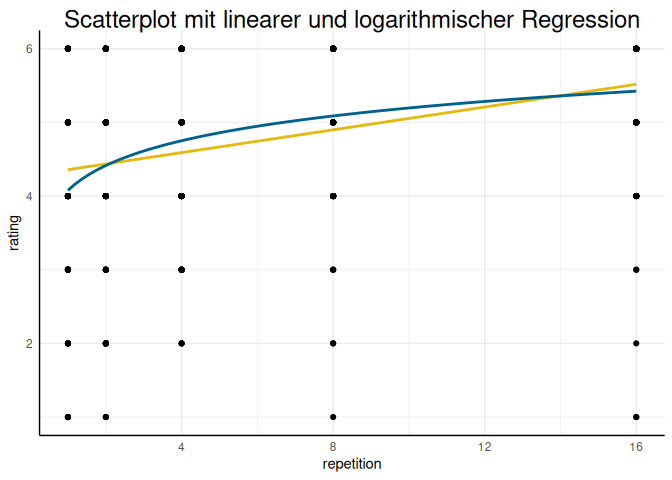 Scatterplot mit linearer und logarithmischer Regression
6
4
2
rating
4 8 12 16
repetition